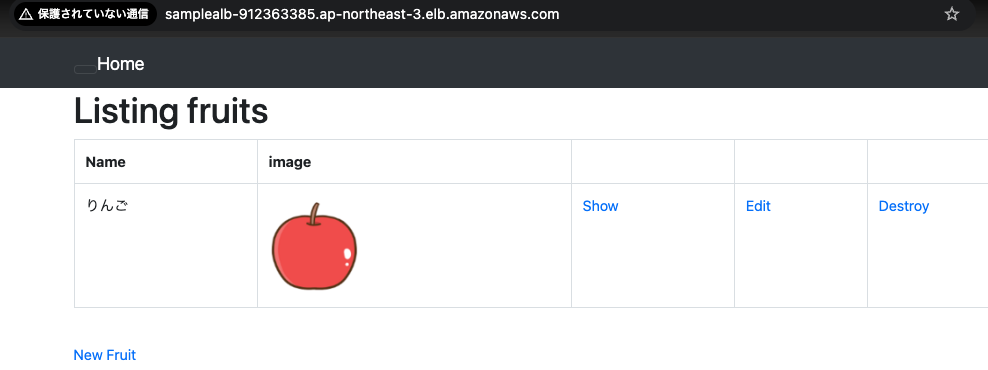 保護されていない通信 samplealb-912363385.ap-northeast-3.elb.amazonaws.com
Home
Listing fruits
Name image
りんご Show Edit Destroy
New Fruit